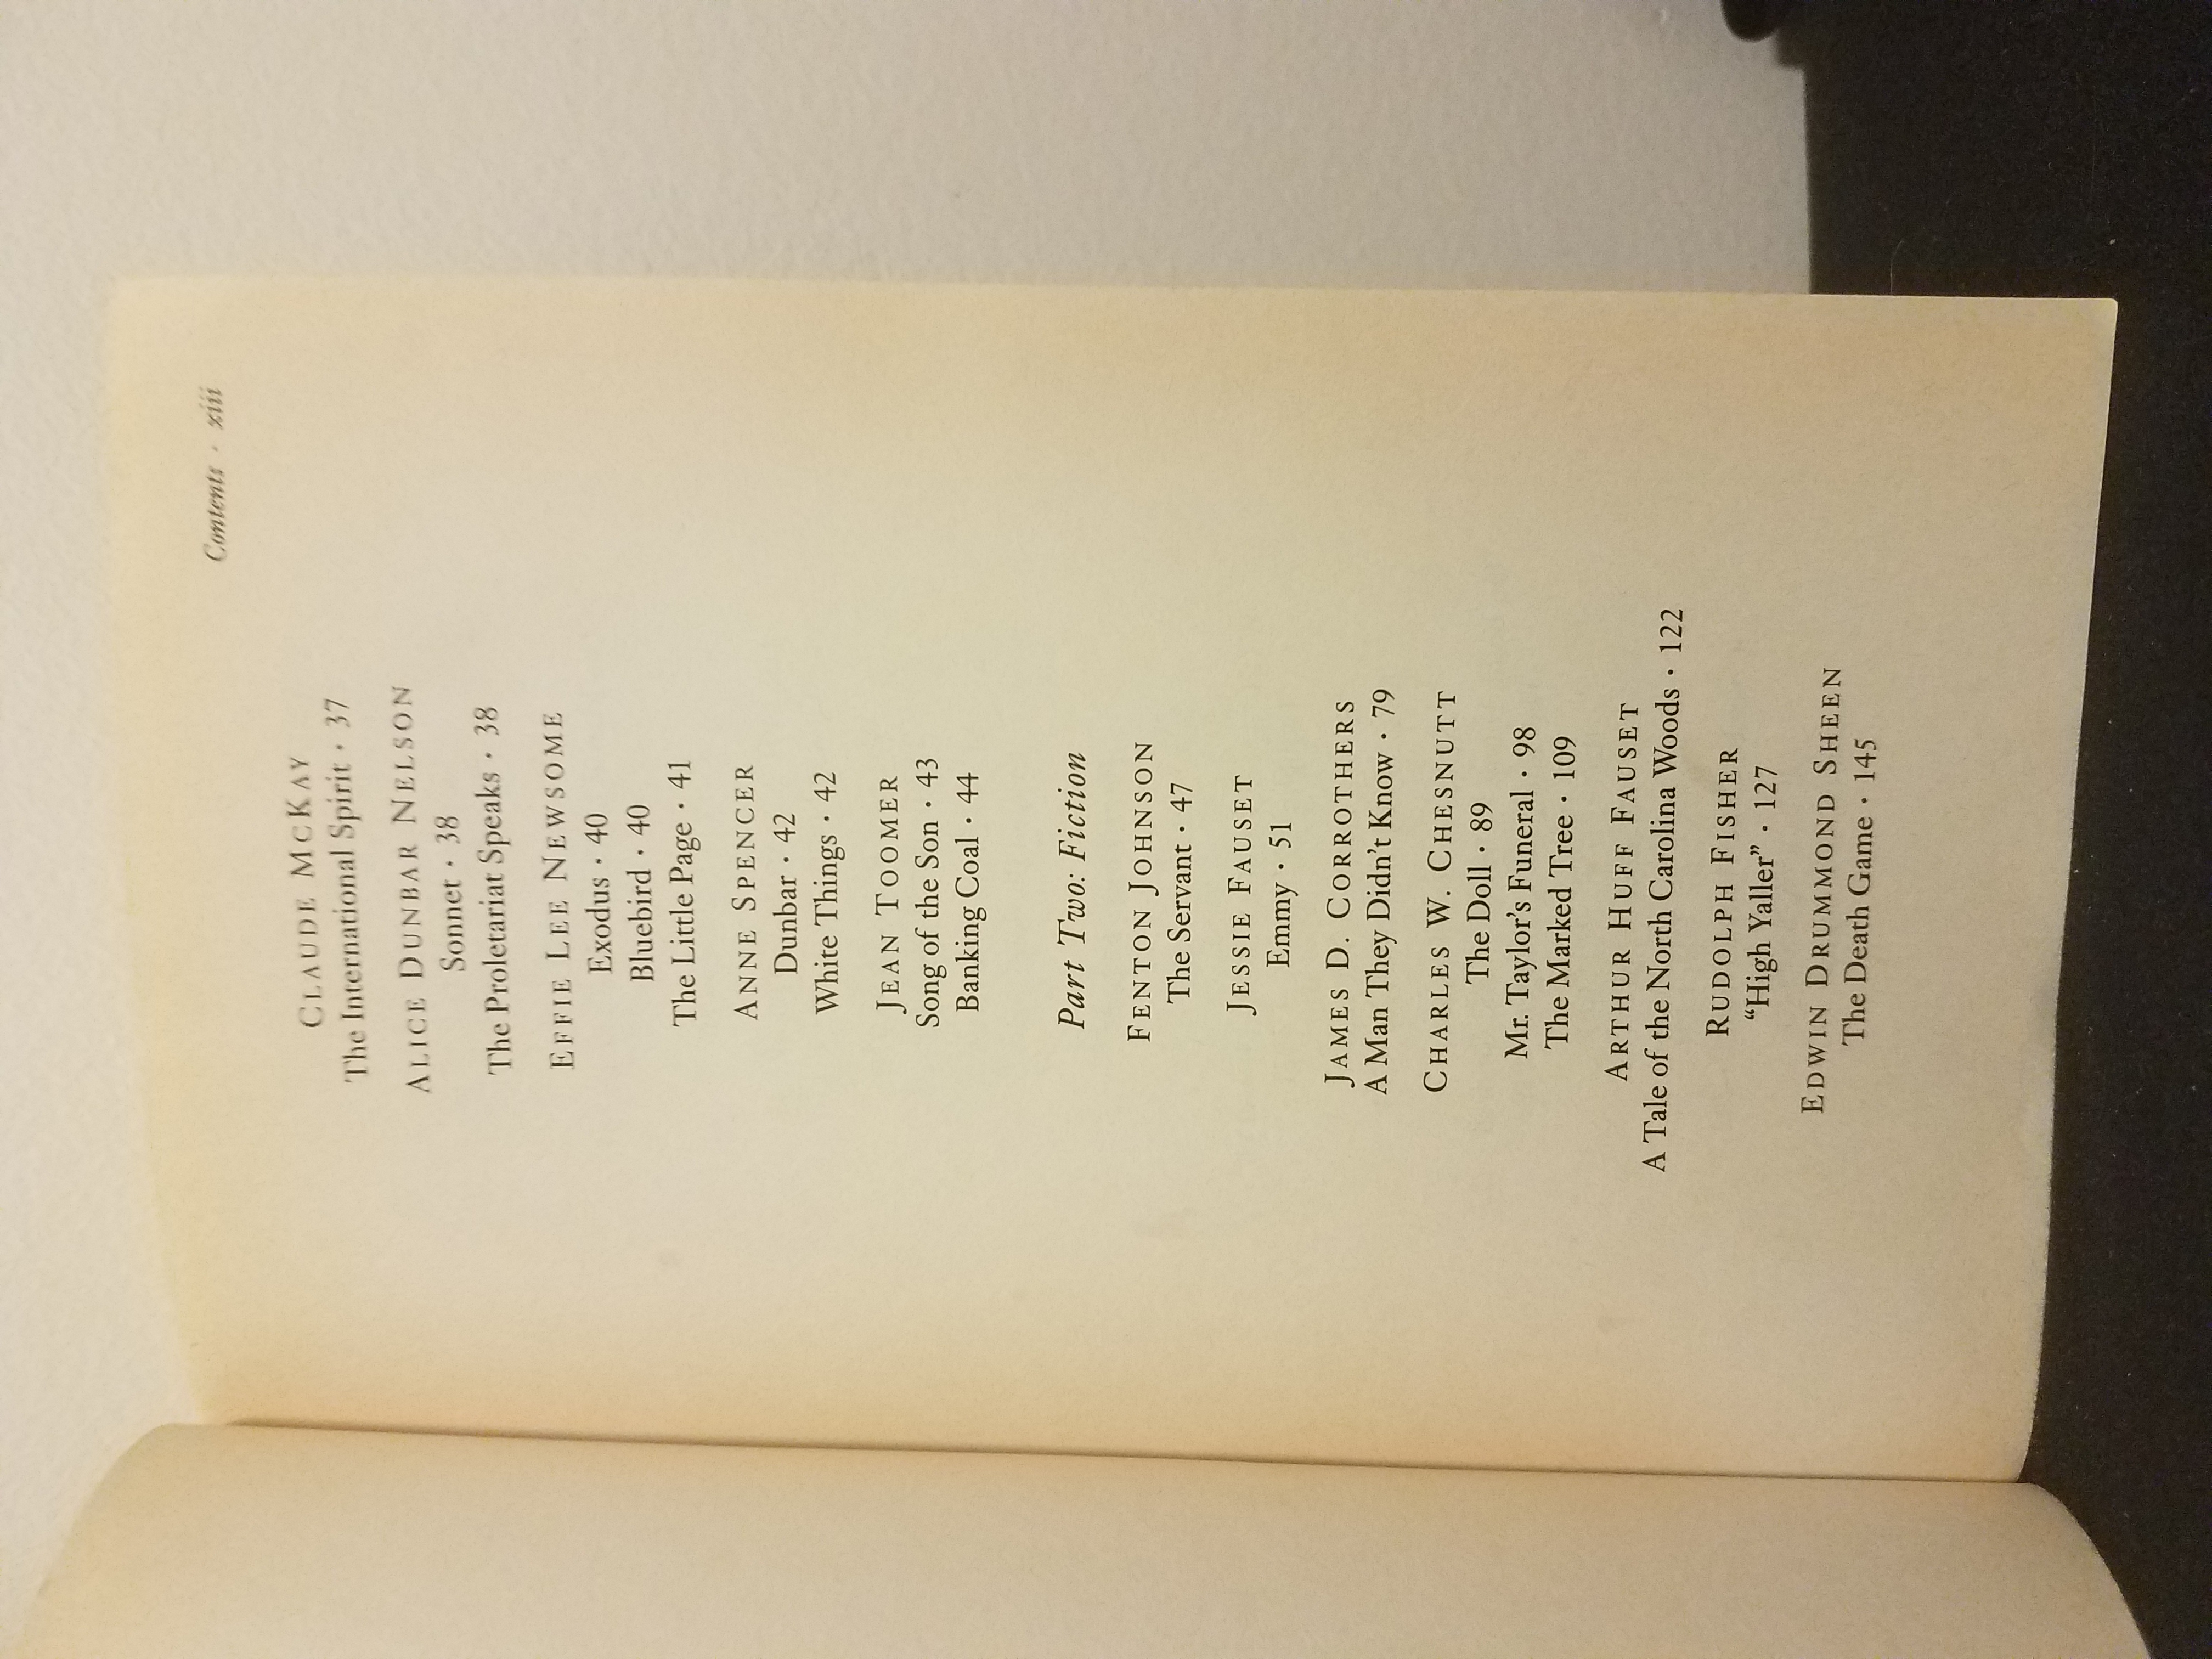 Contents · xiii
CLAUDE MCKAY
The International Spirit · 37
ALICE DUNBAR NELSON
Sonnet · 38
The Proletariat Speaks · 38
EFFIE LEE NEWSOME
Exodus · 40
Bluebird · 40
The Little Page · 41
ANNE SPENCER
Dunbar · 42
White Things · 42
JEAN TOOMER
Song of the Son · 43
Banking Coal · 44
Part Two: Fiction
FENTON JOHNSON
The Servant · 47
JESSIE FAUSET
Emmy · 51
JAMES D. CORROTHERS
A Man They Didn't Know · 79
CHARLES W. CHESNUTT
The Doll · 89
Mr. Taylor's Funeral · 98
The Marked Tree · 109
ARTHUR HUFF FAUSET
A Tale of the North Carolina Woods · 122
RUDOLPH FISHER
“High Yaller” · 127
EDWIN DRUMMOND SHEEN
The Death Game · 145